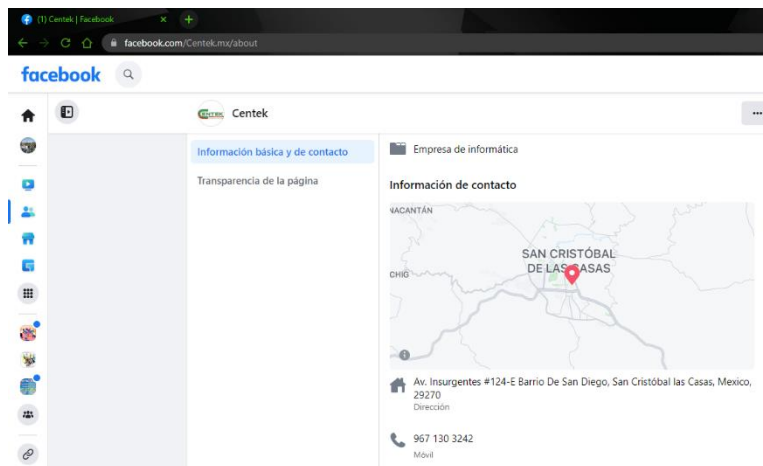 (1) Centek | Facebook
facebook.com/Centek.mx/about
facebook
CENTEK
Centek
Información básica y de contacto
Transparencia de la página
Empresa de informática
Información de contacto
NACANTÁN
SAN CRISTÓBAL
DE LAS CASAS
CHIG
Av. Insurgentes #124-E Barrio De San Diego, San Cristóbal las Casas, Mexico,
29270
Dirección
967 130 3242
Móvil